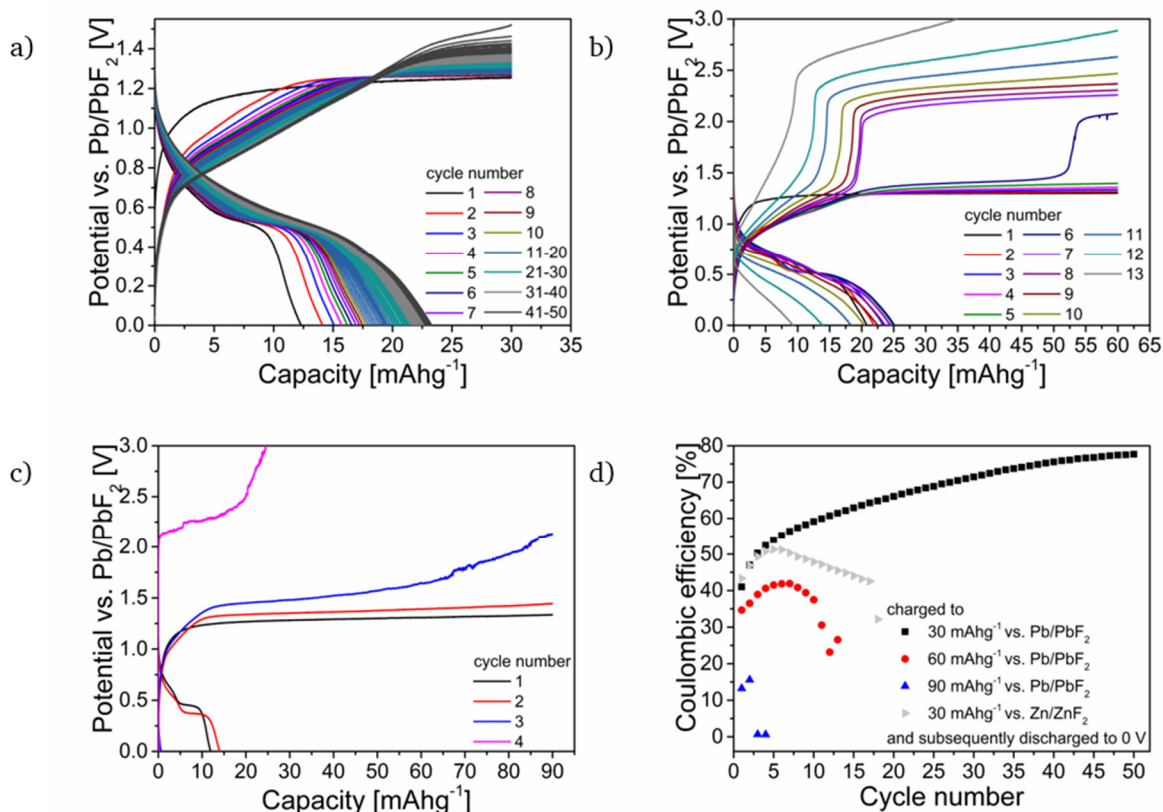 a)
Potential vs. Pb/PbF2 [V]
1.4
1.2
1.0
0.8
0.6
0.4
0.2
0.0
0 5 10 15 20 25 30 35
Capacity [mAhg-1]
cycle number
1 8
2 9
3 10
4 11-20
5 21-30
6 31-40
7 41-50
b)
Potential vs. Pb/PbF2 [V]
3.0
2.5
2.0
1.5
1.0
0.5
0.0
0 5 10 15 20 25 30 35 40 45 50 55 60 65
Capacity [mAhg-1]
cycle number
1 6 11
2 7 12
3 8 13
4 9
5 10
c)
Potential vs. Pb/PbF2 [V]
3.0
2.5
2.0
1.5
1.0
0.5
0.0
0 10 20 30 40 50 60 70 80 90
Capacity [mAhg-1]
cycle number
1
2
3
4
d)
Coulombic efficiency [%]
80
70
60
50
40
30
20
10
0
0 5 10 15 20 25 30 35 40 45 50
Cycle number
charged to
30 mAhg-1 vs. Pb/PbF2
60 mAhg-1 vs. Pb/PbF2
90 mAhg-1 vs. Pb/PbF2
30 mAhg-1 vs. Zn/ZnF2
and subsequently discharged to 0 V